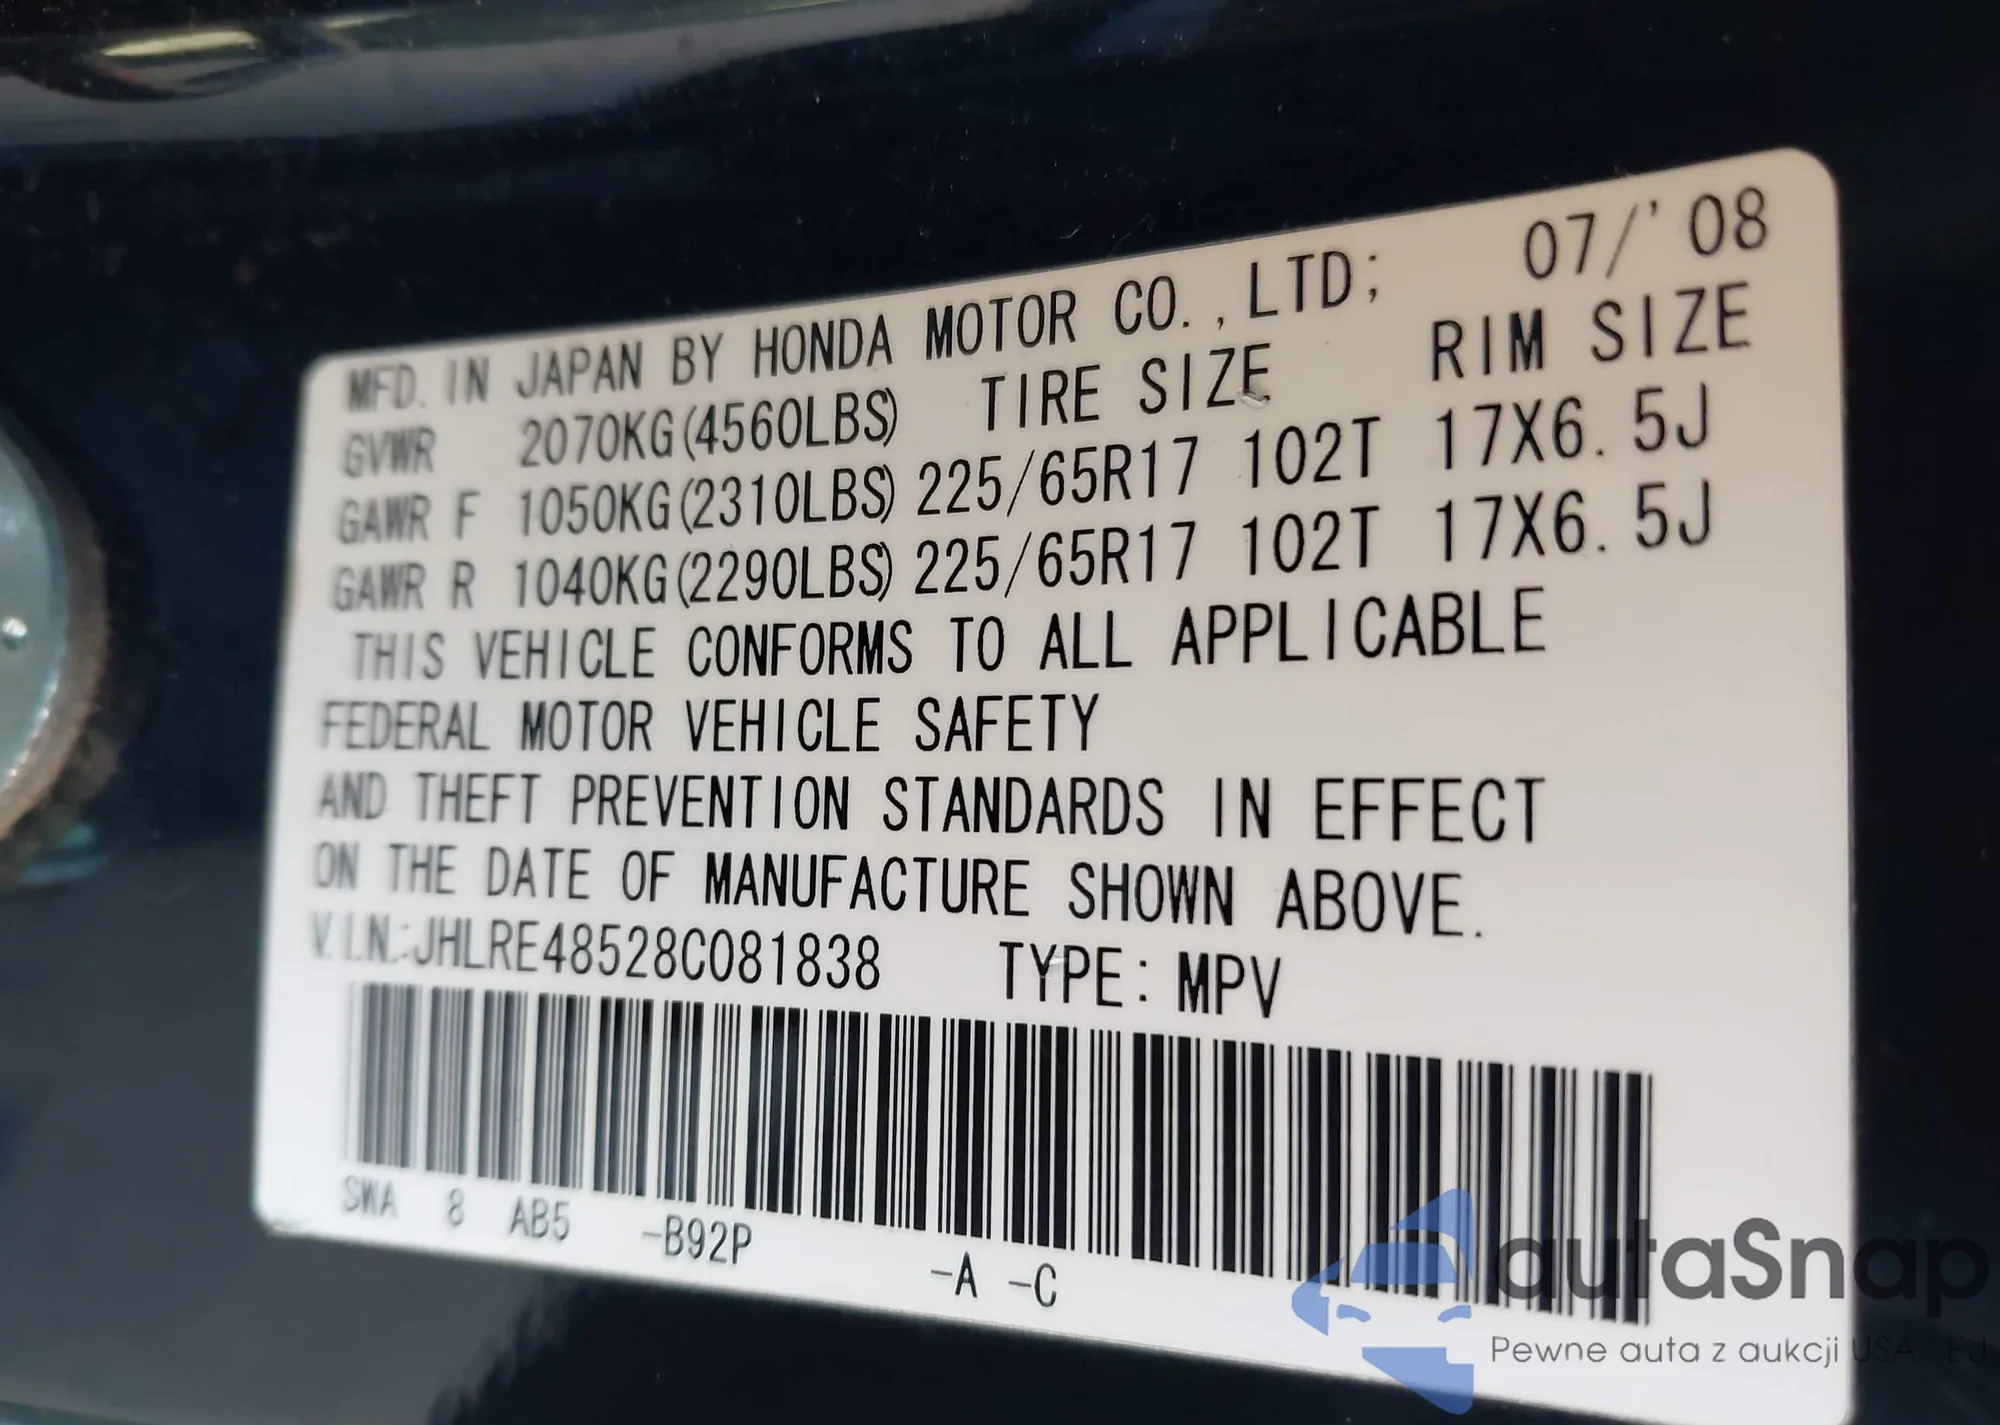 MFD. IN JAPAN BY HONDA MOTOR CO.,LTD; 07/'08
GVWR 2070KG(4560LBS) TIRE SIZE RIM SIZE
GAWR F 1050KG(2310LBS) 225/65R17 102T 17X6.5J
GAWR R 1040KG(2290LBS) 225/65R17 102T 17X6.5J
THIS VEHICLE CONFORMS TO ALL APPLICABLE
FEDERAL MOTOR VEHICLE SAFETY
AND THEFT PREVENTION STANDARDS IN EFFECT
ON THE DATE OF MANUFACTURE SHOWN ABOVE.
V.I.N.:JHLRE48528C081838 TYPE: MPV
SWA 8 AB5 -B92P -A -C
autaSnap
Pewne auta z aukcji USA EJ